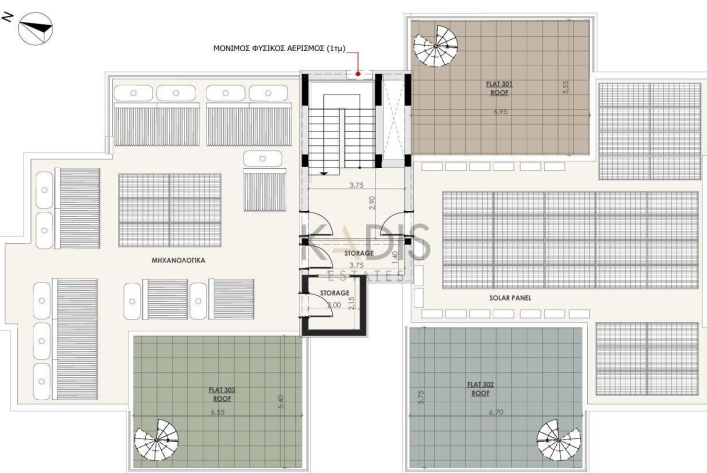 N
ΜΟΝΙΜΟΣ ΦΥΣΙΚΟΣ ΑΕΡΙΣΜΟΣ (1τμ)
FLAT 301
ROOF
6.95
5.55
3.75
2.90
KADIS
ESTATES
STORAGE
3.75
1.40
ΜΗΧΑΝΟΛΟΓΙΚΑ
STORAGE
2.00
2.15
SOLAR PANEL
FLAT 303
ROOF
6.55
5.40
FLAT 302
ROOF
6.70
5.75